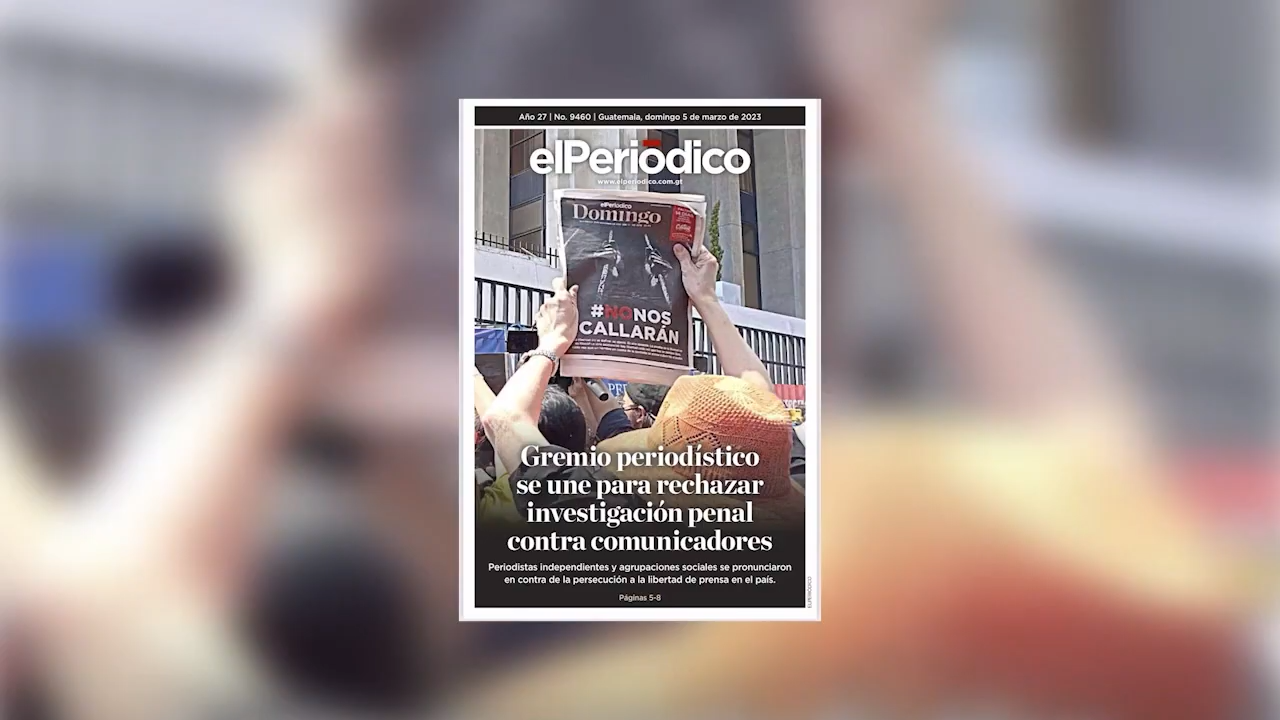 Año 27 | No. 9460 | Guatemala, domingo 5 de marzo de 2023
elPeriódico
www.elperiodico.com.gt
elPeriódico
Domingo
#NONOS
CALLARÁN
Gremio periodístico
se une para rechazar
investigación penal
contra comunicadores
Periodistas independientes y agrupaciones sociales se pronunciaron
en contra de la persecución a la libertad de prensa en el país.
Páginas 5-8
ELPERIÓDICO